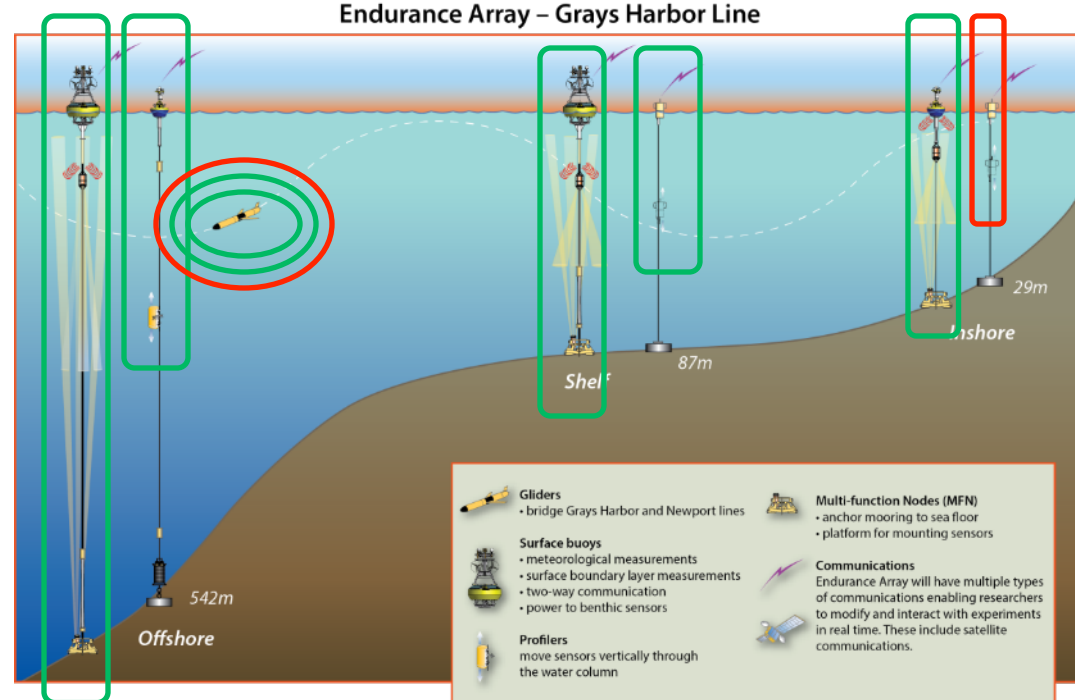 Endurance Array – Grays Harbor Line
29m
Inshore
87m
Shelf
542m
Offshore
Gliders
• bridge Grays Harbor and Newport lines
Surface buoys
• meteorological measurements
• surface boundary layer measurements
• two-way communication
• power to benthic sensors
Profilers
move sensors vertically through
the water column
Multi-function Nodes (MFN)
• anchor mooring to sea floor
• platform for mounting sensors
Communications
Endurance Array will have multiple types
of communications enabling researchers
to modify and interact with experiments
in real time. These include satellite
communications.